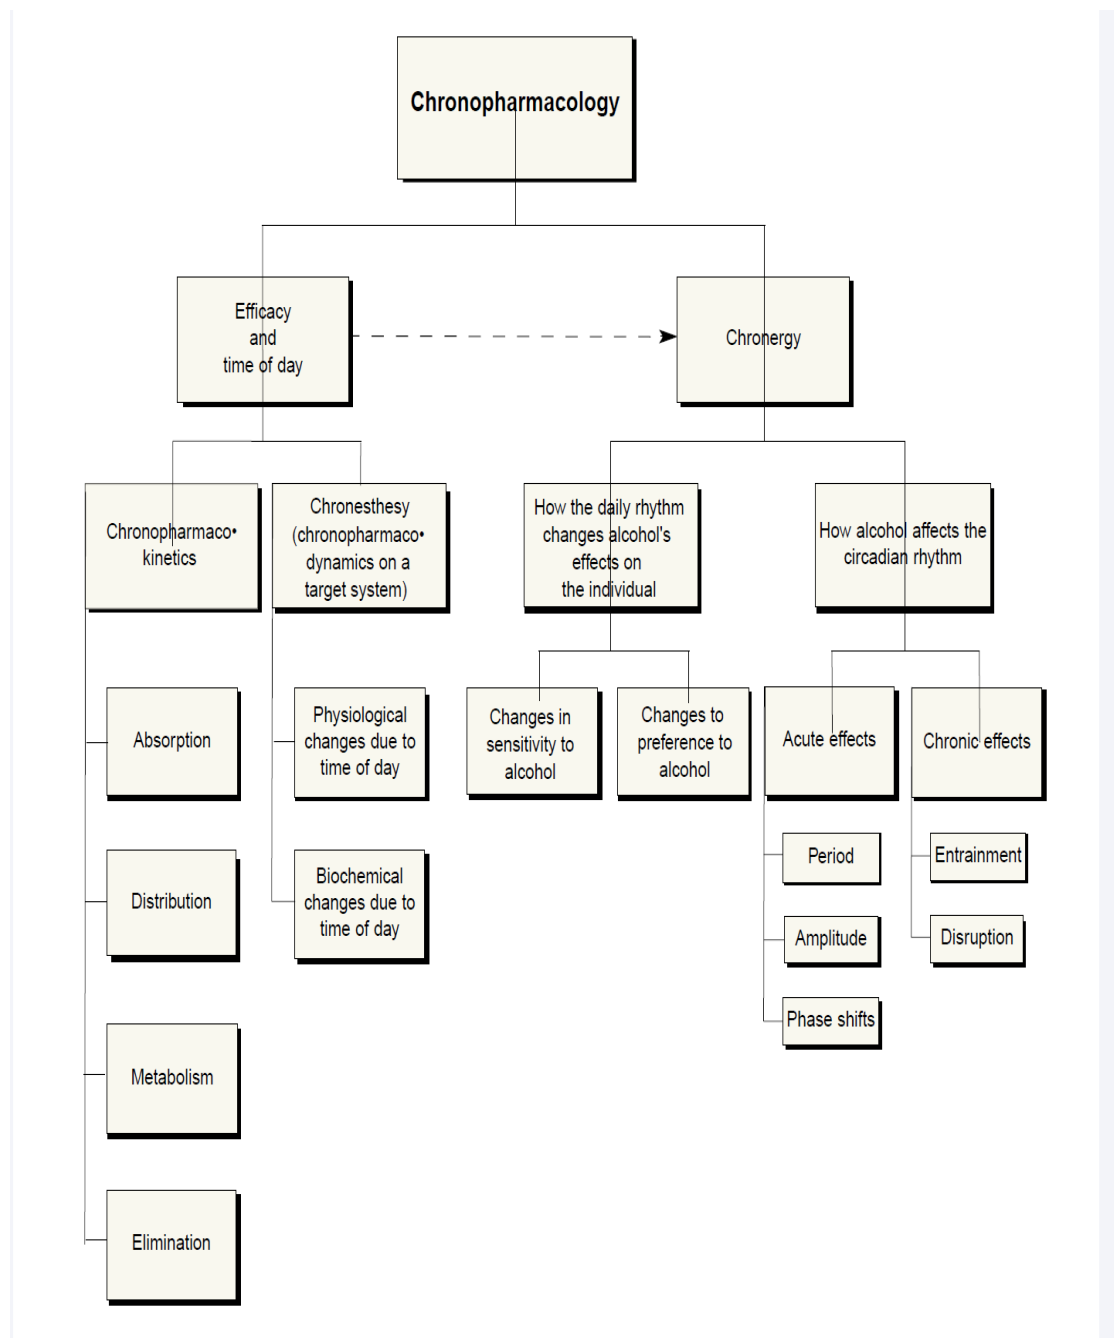 Chronopharmacology
Efficacy
and
time of day
Chronergy
Chronopharmaco•
kinetics
Chronesthesy
(chronopharmaco•
dynamics on a
target system)
How the daily rhythm
changes alcohol's
effects on
the individual
How alcohol affects the
circadian rhythm
Absorption
Distribution
Metabolism
Elimination
Physiological
changes due to
time of day
Biochemical
changes due to
time of day
Changes in
sensitivity to
alcohol
Changes to
preference to
alcohol
Acute effects
Period
Amplitude
Phase shifts
Chronic effects
Entrainment
Disruption